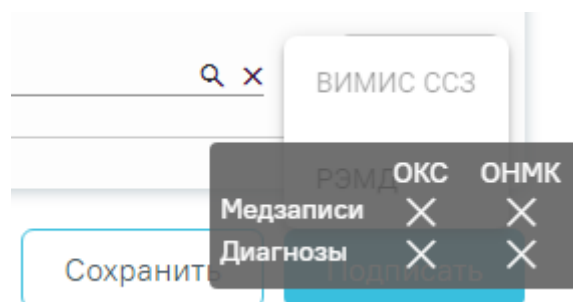 ВИМИС ССЗ
РЭМД
ОКС ОНМК
Медзаписи
Диагнозы
Сохранить
Подписать